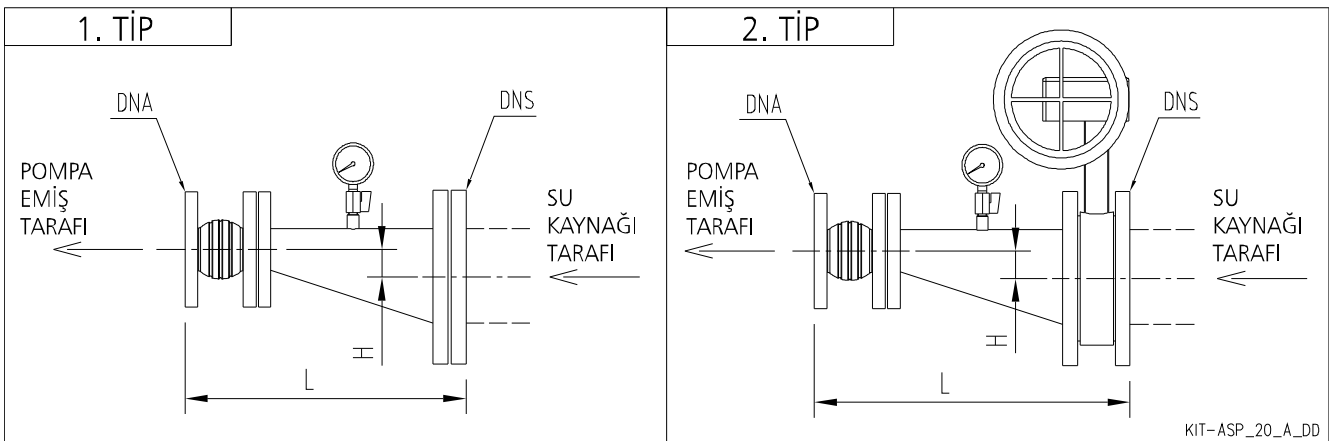 1. TİP
DNA
DNS
POMPA
EMİŞ
TARAFI
SU
KAYNAĞI
TARAFI
H
L
2. TİP
DNA
DNS
POMPA
EMİŞ
TARAFI
SU
KAYNAĞI
TARAFI
H
L
KIT-ASP_20_A_DD